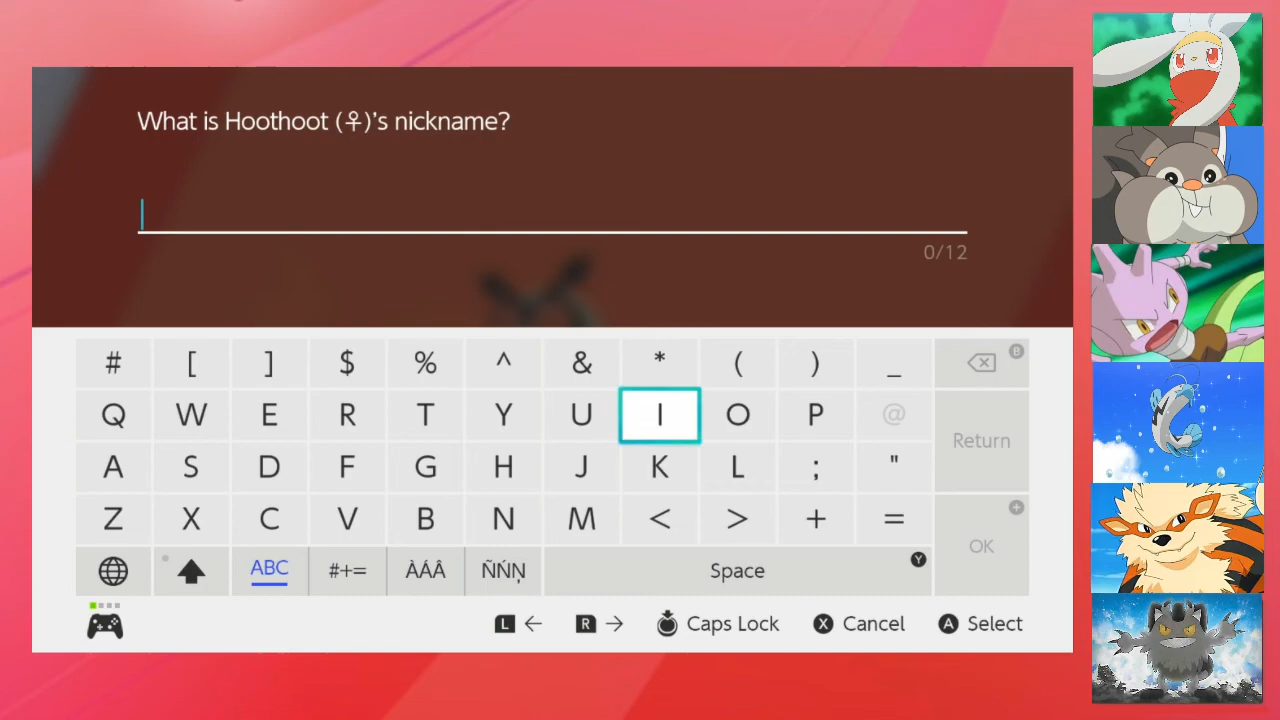 What is Hoothoot (♀)'s nickname?
0/12
# [ ] $ % ^ & * ( ) _ B
Q W E R T Y U I O P @ Return
A S D F G H J K L ; "
Z X C V B N M < > + = OK
ABC #+= ÀÁÂ ÑŃŅ Space Y
L ← R → Caps Lock X Cancel A Select